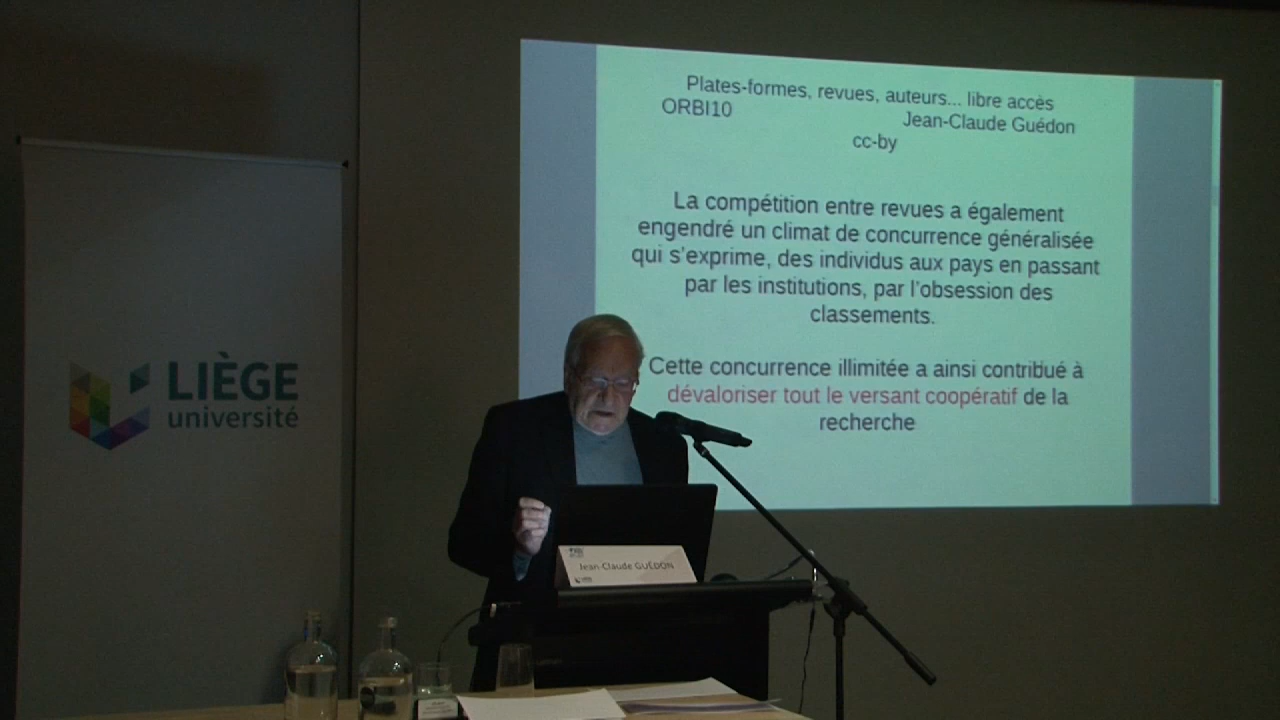 Plates-formes, revues, auteurs... libre accès
ORBI10 Jean-Claude Guédon
cc-by
La compétition entre revues a également
engendré un climat de concurrence généralisée
qui s'exprime, des individus aux pays en passant
par les institutions, par l'obsession des
classements.
Cette concurrence illimitée a ainsi contribué à
dévaloriser tout le versant coopératif de la
recherche
LIÈGE
université
Jean Claude GUÉDON
LIÈGE